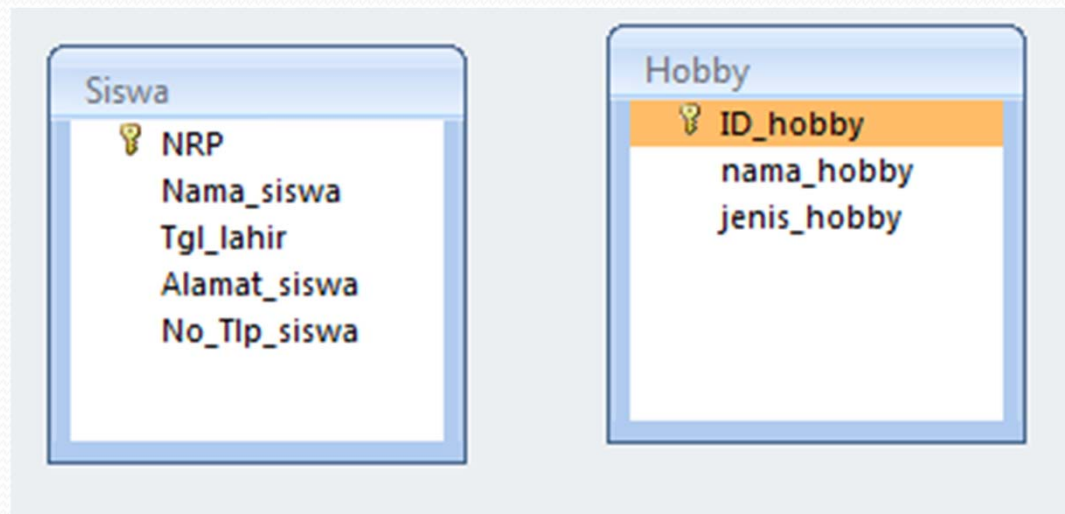 Siswa
NRP
Nama_siswa
Tgl_lahir
Alamat_siswa
No_Tlp_siswa
Hobby
ID_hobby
nama_hobby
jenis_hobby